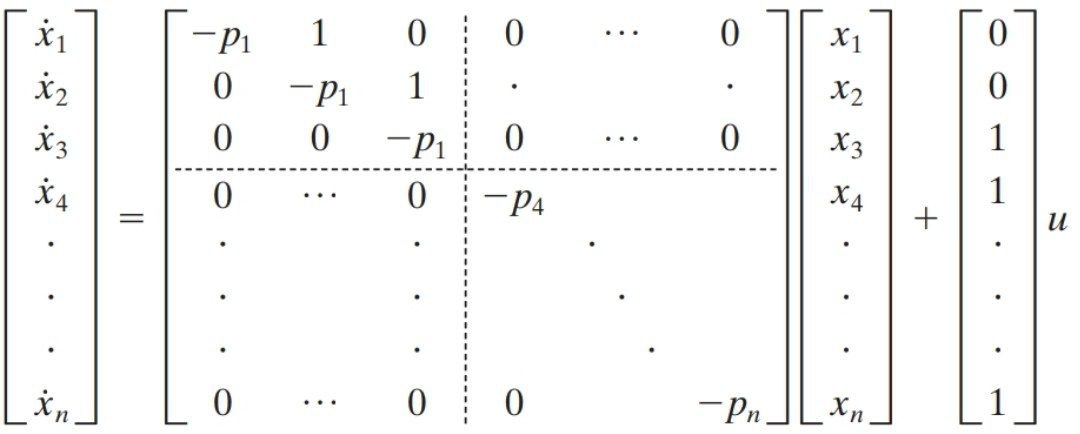 ẋ₁ −p₁ 1 0 0 ⋯ 0 x₁ 0
ẋ₂ 0 −p₁ 1 · · x₂ 0
ẋ₃ 0 0 −p₁ 0 ⋯ 0 x₃ 1
ẋ₄ = 0 ⋯ 0 −p₄ x₄ + 1 u
· · · · · ·
· · · · · ·
· · · · · ·
ẋₙ 0 ⋯ 0 0 −pₙ xₙ 1